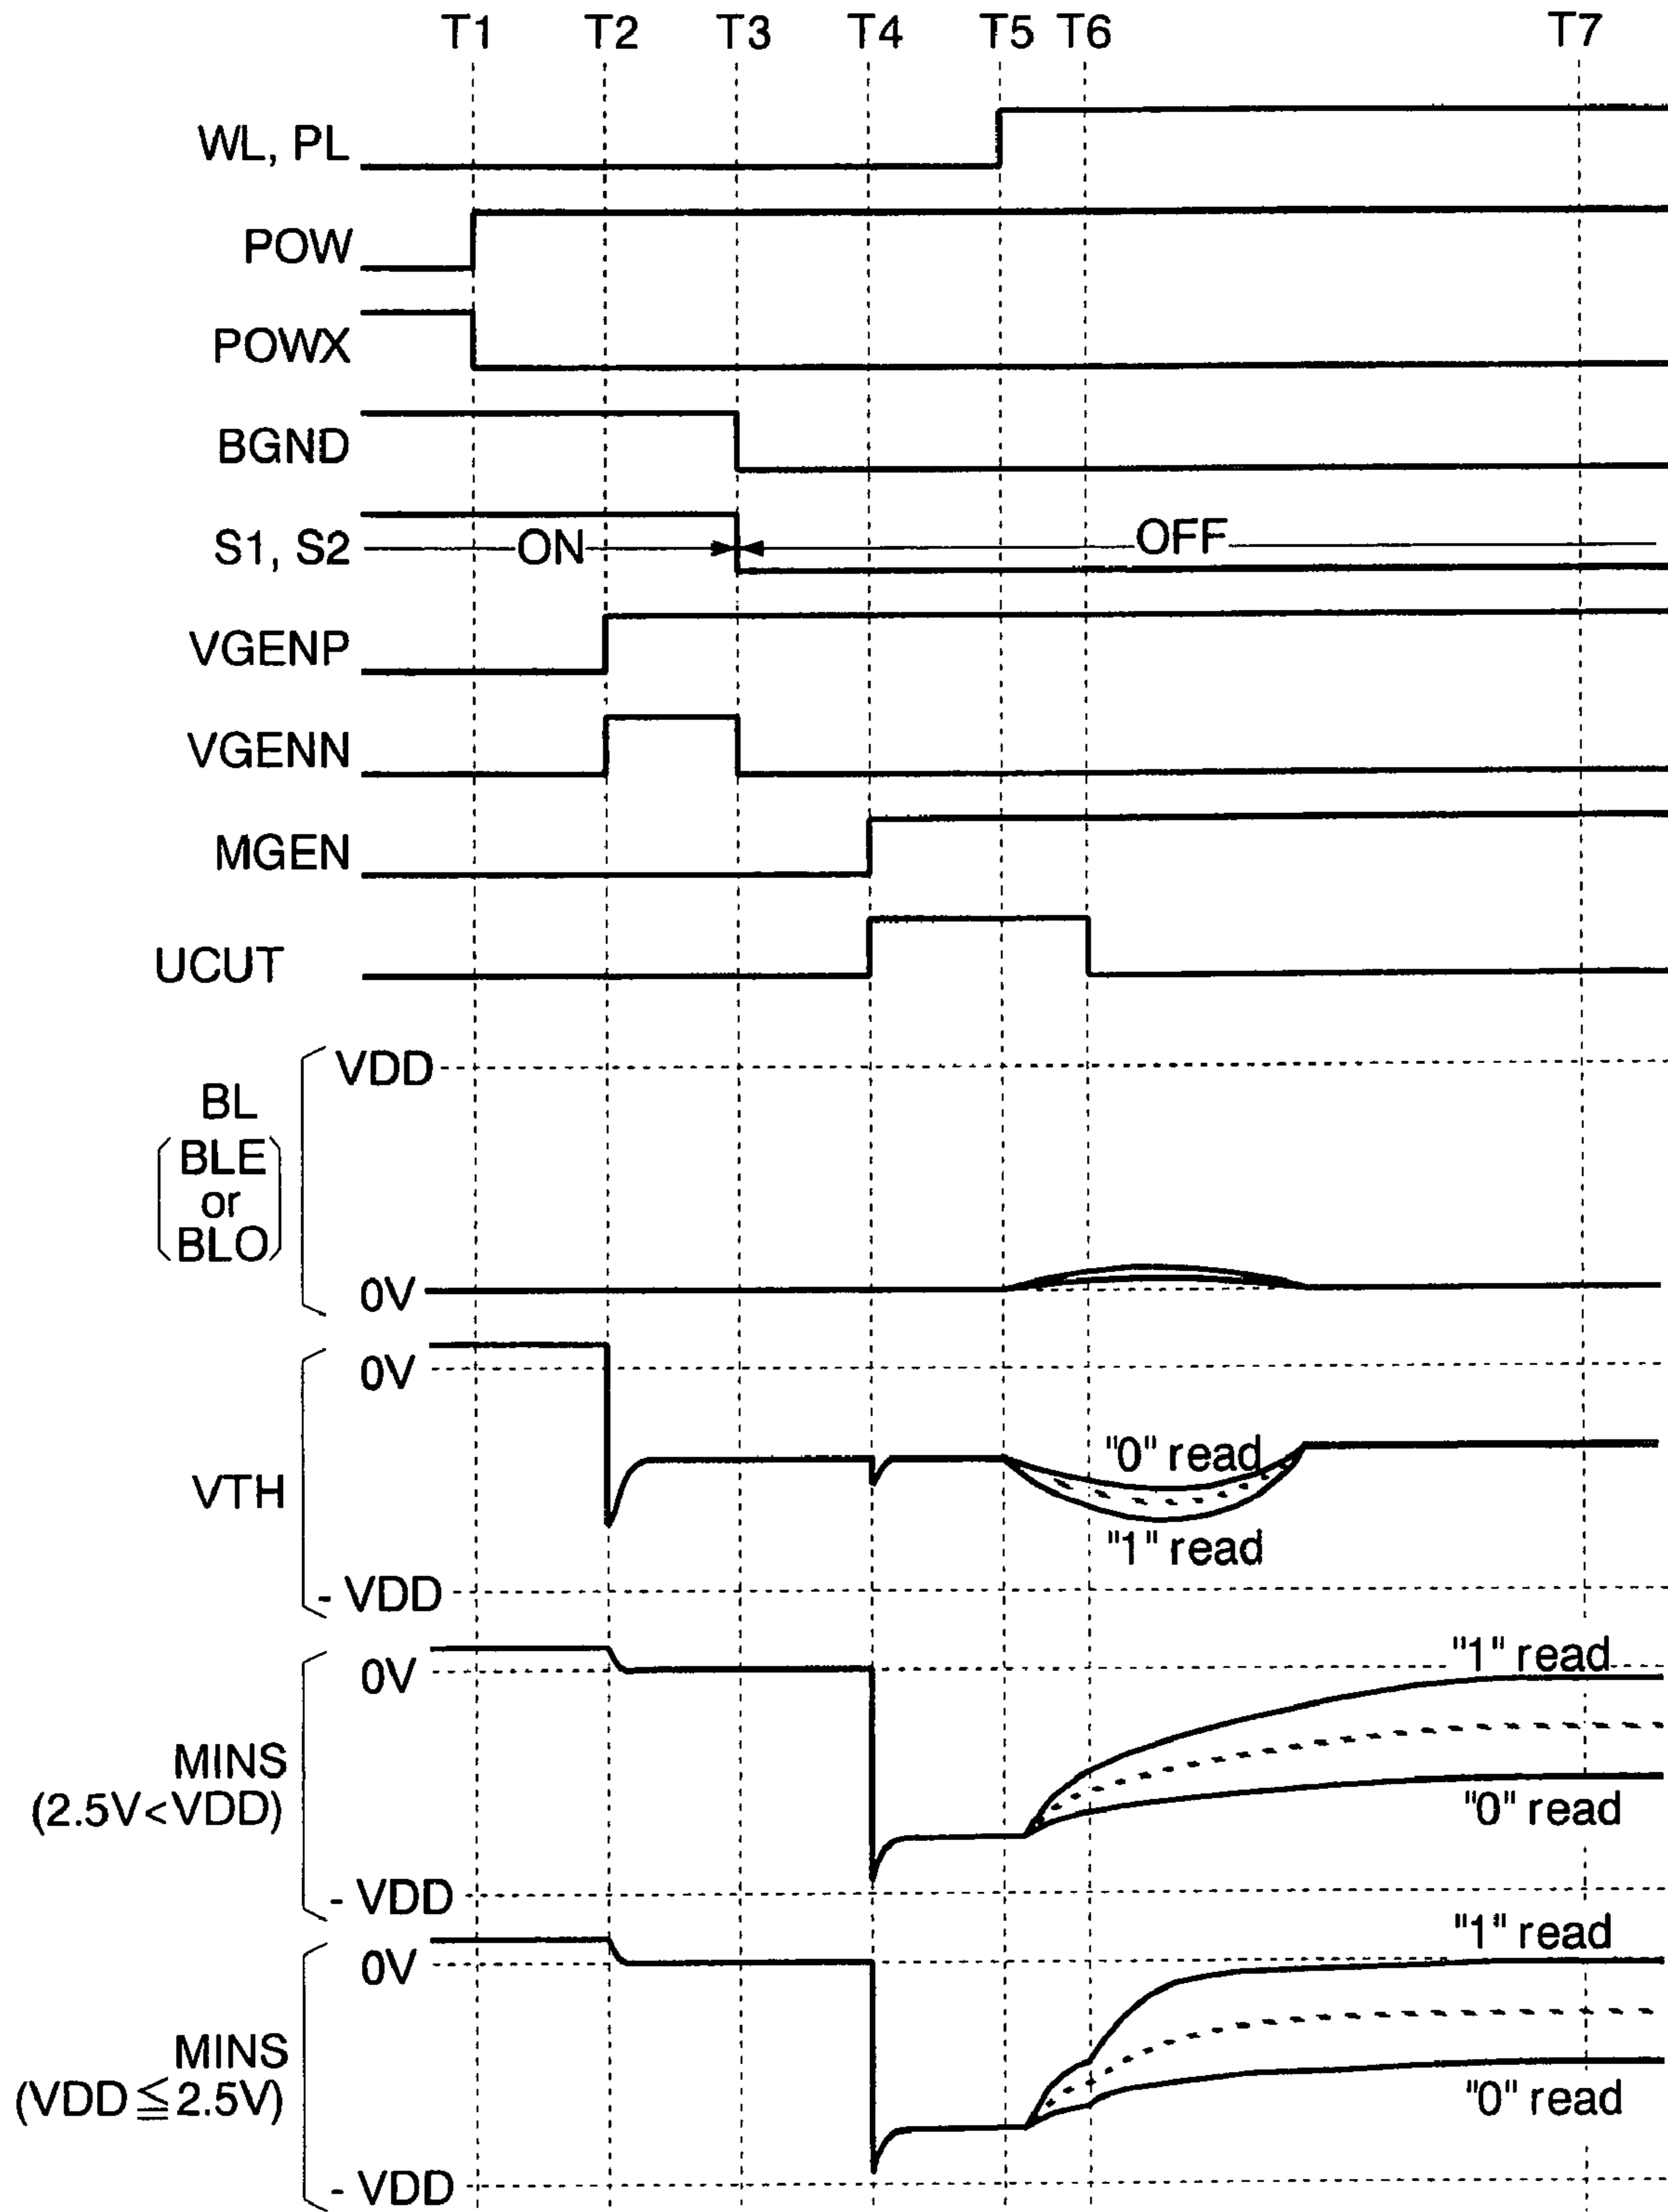 T1 T2 T3 T4 T5 T6 T7
WL, PL
POW
POWX
BGND
S1, S2 ON OFF
VGENP
VGENN
MGEN
UCUT
VDD
BL
BLE
or
BLO
0V
0V
"0" read
VTH
"1" read
- VDD
"1" read
0V
MINS
(2.5V<VDD)
"0" read
- VDD
"1" read
0V
MINS
(VDD≦2.5V)
"0" read
- VDD